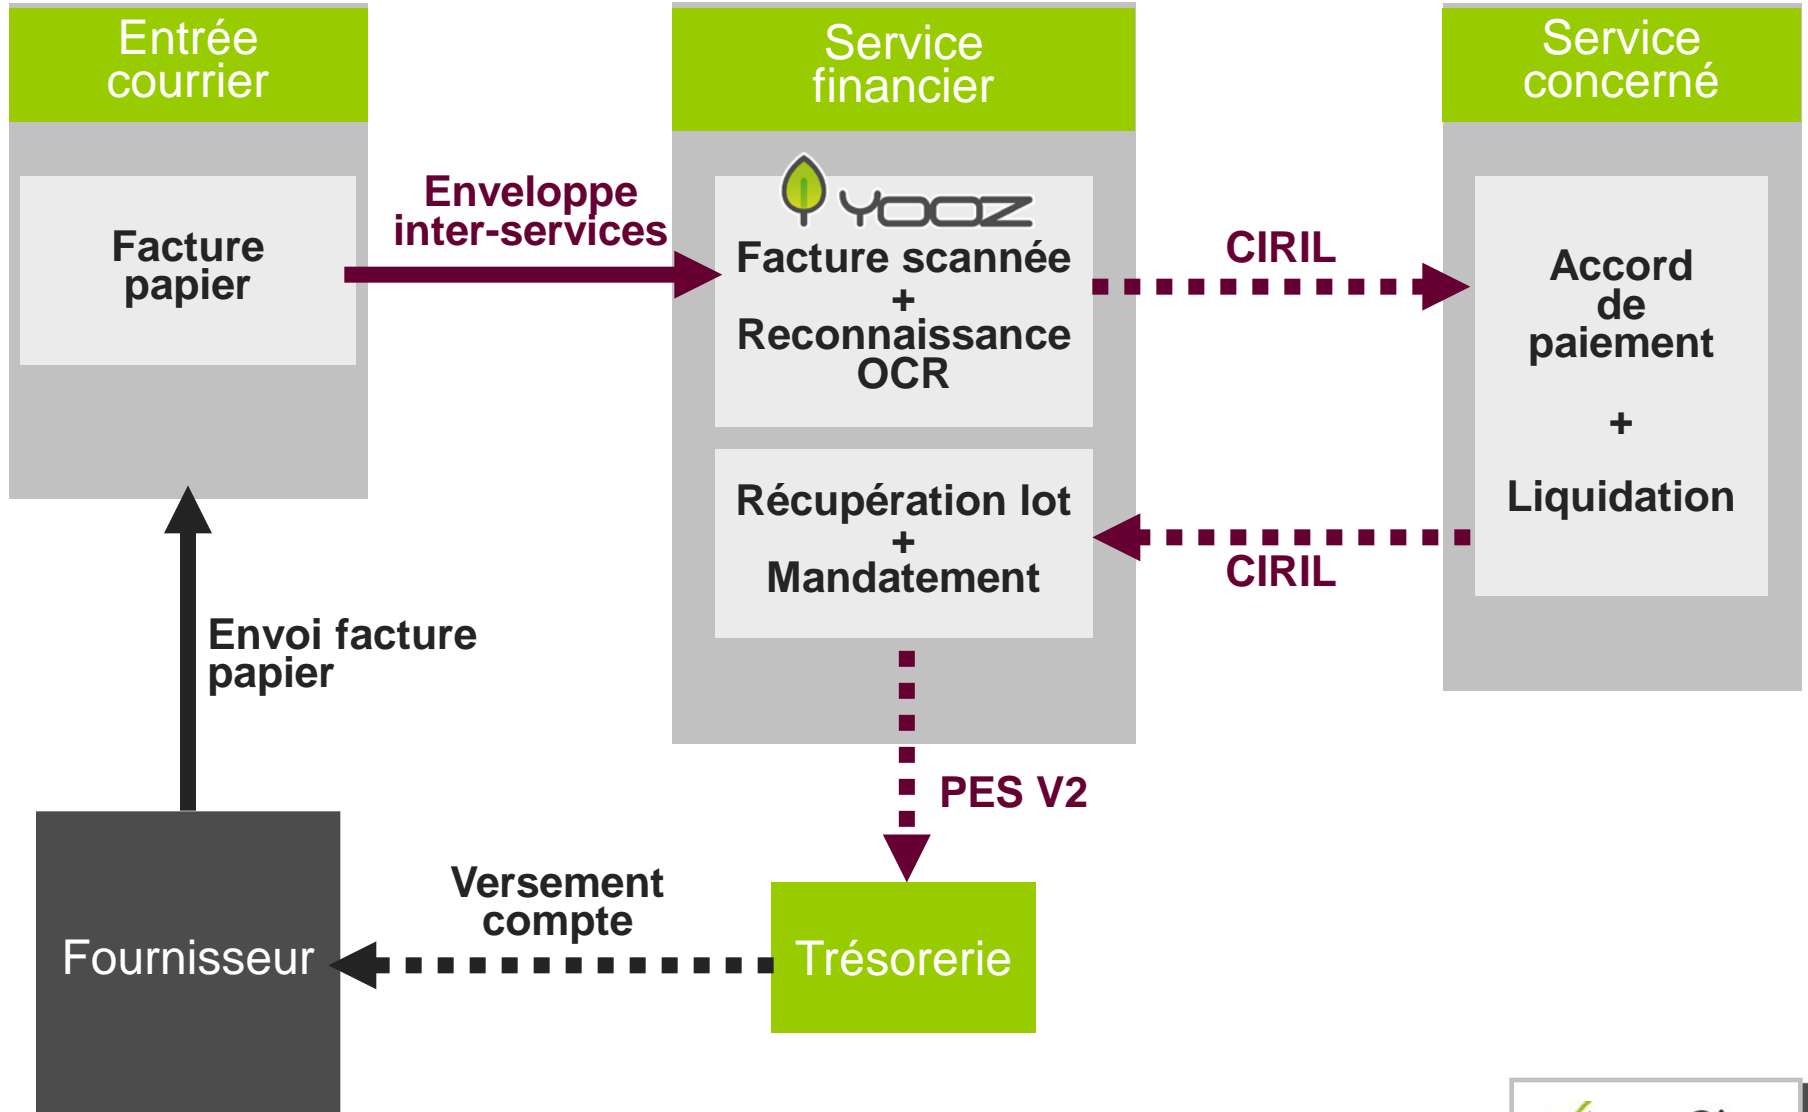 Entrée
courrier
Service
financier
Service
concerné
Facture
papier
Enveloppe
inter-services
YOOZ
Facture scannée
+
Reconnaissance
OCR
CIRIL
Accord
de
paiement
+
Liquidation
Récupération lot
+
Mandatement
CIRIL
Envoi facture
papier
PES V2
Versement
compte
Fournisseur
Trésorerie